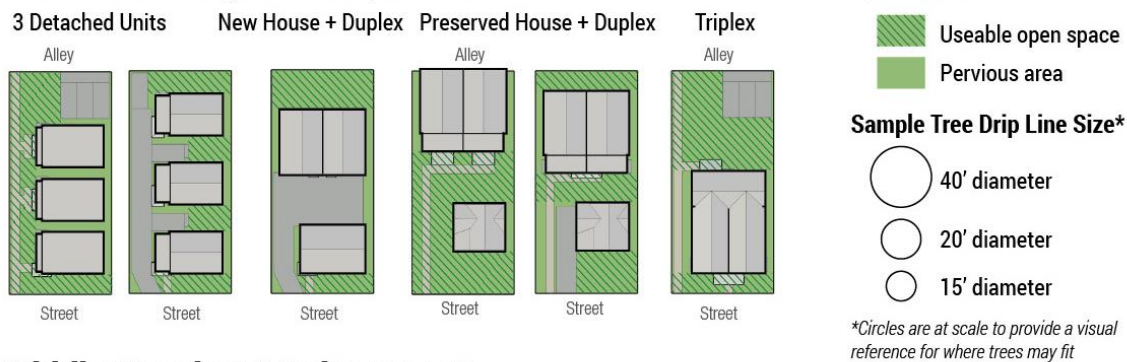 3 Detached Units
New House + Duplex
Preserved House + Duplex
Triplex
Alley
Alley
Alley
Street
Street
Street
Street
Street
Street
Useable open space
Pervious area
Sample Tree Drip Line Size*
40' diameter
20' diameter
15' diameter
*Circles are at scale to provide a visual
reference for where trees may fit